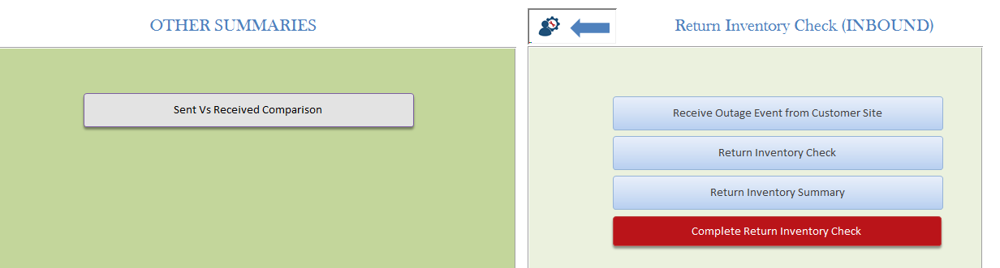 OTHER SUMMARIES
Sent Vs Received Comparison
Return Inventory Check (INBOUND)
Receive Outage Event from Customer Site
Return Inventory Check
Return Inventory Summary
Complete Return Inventory Check